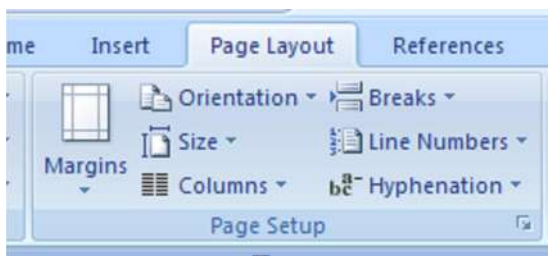 me Insert Page Layout References
Orientation Breaks
Size Line Numbers
Margins
Columns Hyphenation
Page Setup